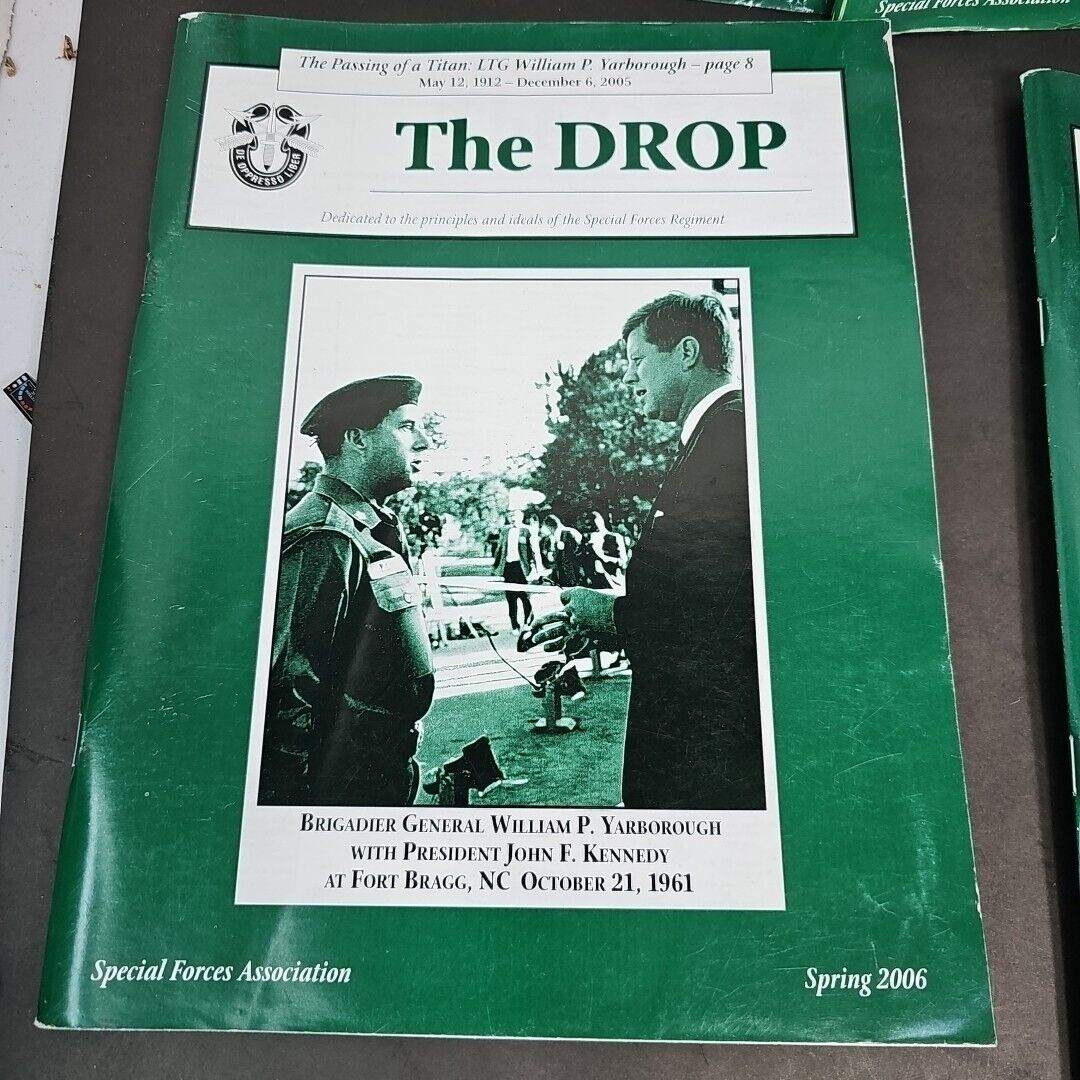 Special Forces Association
The Passing of a Titan: LTG William P. Yarborough – page 8
May 12, 1912 – December 6, 2005
The DROP
DE OPPRESSO LIBER
Dedicated to the principles and ideals of the Special Forces Regiment
BRIGADIER GENERAL WILLIAM P. YARBOROUGH
WITH PRESIDENT JOHN F. KENNEDY
AT FORT BRAGG, NC OCTOBER 21, 1961
Special Forces Association
Spring 2006